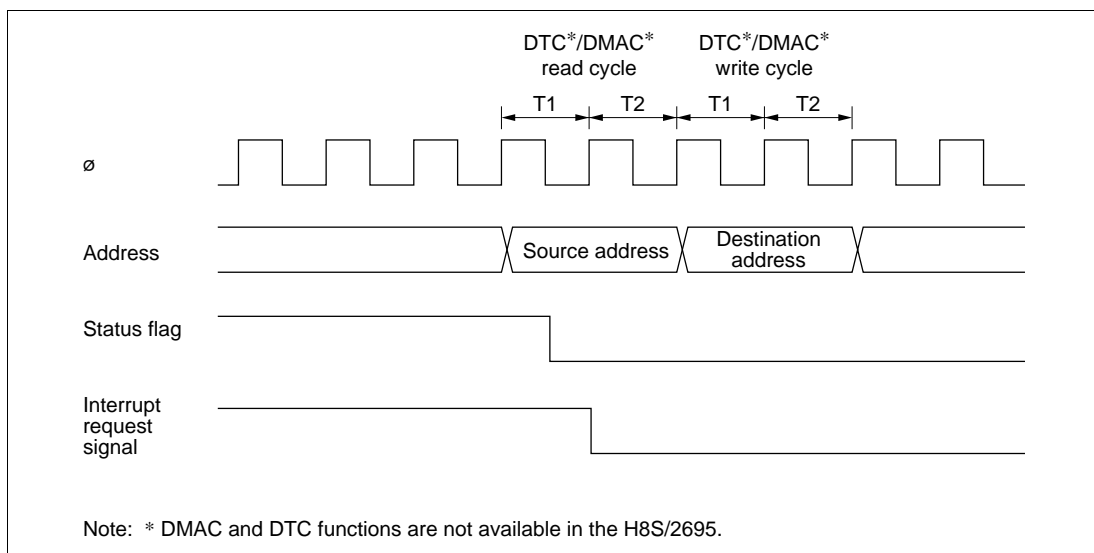 DTC*/DMAC*
read cycle
DTC*/DMAC*
write cycle
T1
T2
T1
T2
ø
Address
Source address
Destination
address
Status flag
Interrupt
request
signal
Note: * DMAC and DTC functions are not available in the H8S/2695.